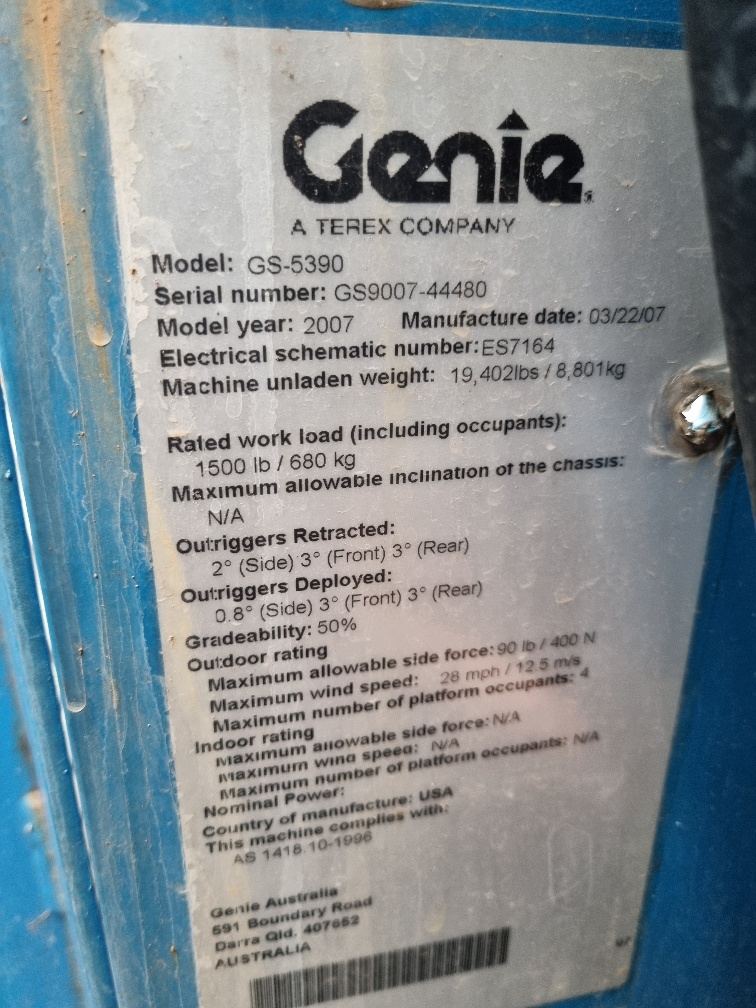 Genie
A TEREX COMPANY
Model: GS-5390
Serial number: GS9007-44480
Model year: 2007 Manufacture date: 03/22/07
Electrical schematic number: ES7164
Machine unladen weight: 19,402lbs / 8,801kg
Rated work load (including occupants):
1500 lb / 680 kg
Maximum allowable inclination of the chassis:
N/A
Outriggers Retracted:
2° (Side) 3° (Front) 3° (Rear)
Outriggers Deployed:
0.8° (Side) 3° (Front) 3° (Rear)
Gradeability: 50%
Outdoor rating
Maximum allowable side force: 90 lb / 400 N
Maximum wind speed: 28 mph / 12.5 m/s
Maximum number of platform occupants: 4
Indoor rating
Maximum allowable side force: N/A
Maximum wind speed: N/A
Maximum number of platform occupants: N/A
Nominal Power:
Country of manufacture: USA
This machine complies with:
AS 1418.10-1996
Genie Australia
591 Boundary Road
Darra Qld. 407652
AUSTRALIA